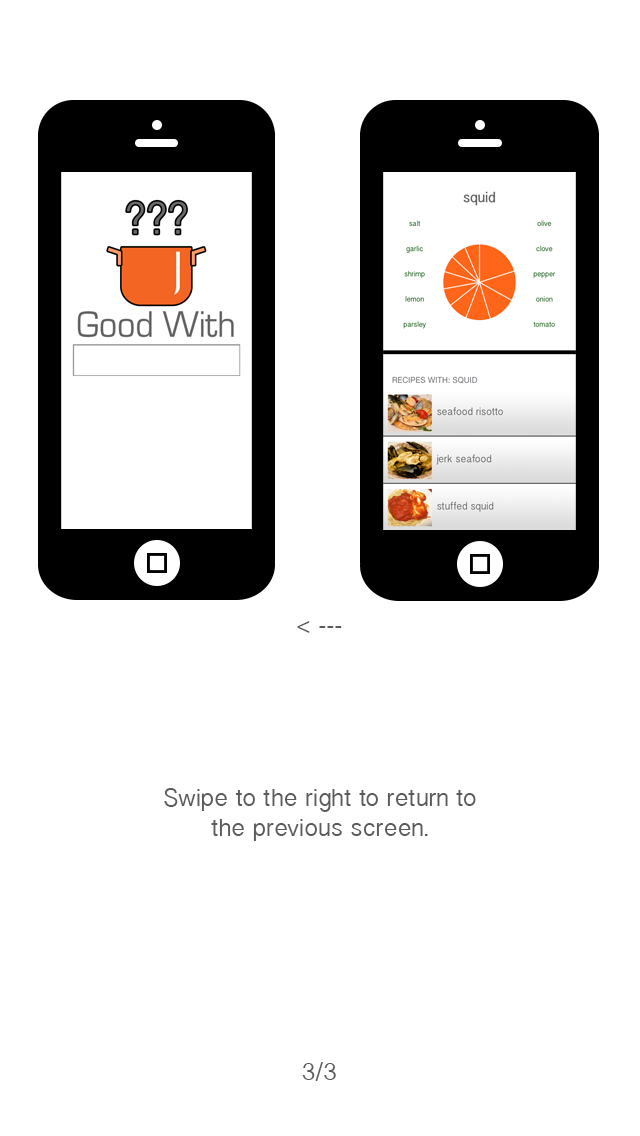 ???
Good With
squid
salt
olive
garlic
clove
shrimp
pepper
lemon
onion
parsley
tomato
RECIPES WITH: SQUID
seafood risotto
jerk seafood
stuffed squid
< ---
Swipe to the right to return to
the previous screen.
3/3